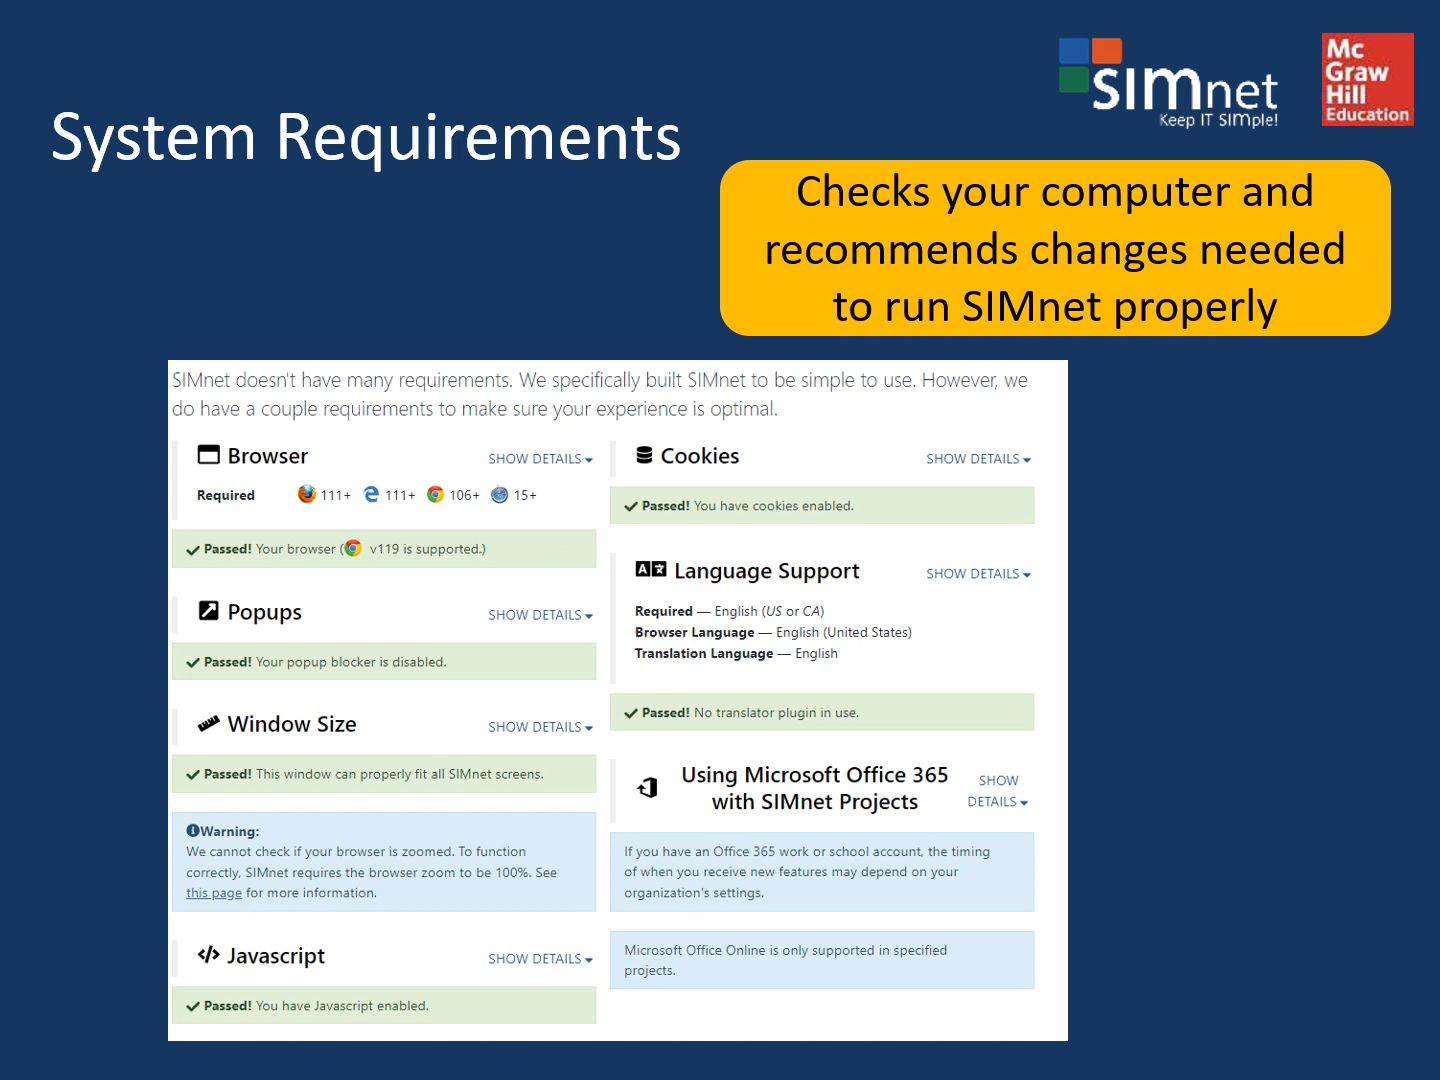 SIMnet
Keep IT SIMple!
Mc
Graw
Hill
Education
System Requirements
Checks your computer and
recommends changes needed
to run SIMnet properly
SIMnet doesn't have many requirements. We specifically built SIMnet to be simple to use. However, we
do have a couple requirements to make sure your experience is optimal.
Browser SHOW DETAILS
Required 111+ 111+ 106+ 15+
Passed! Your browser ( v119 is supported.)
Popups SHOW DETAILS
Passed! Your popup blocker is disabled.
Window Size SHOW DETAILS
Passed! This window can properly fit all SIMnet screens.
Warning:
We cannot check if your browser is zoomed. To function
correctly, SIMnet requires the browser zoom to be 100%. See
this page for more information.
Javascript SHOW DETAILS
Passed! You have Javascript enabled.
Cookies SHOW DETAILS
Passed! You have cookies enabled.
Language Support SHOW DETAILS
Required — English (US or CA)
Browser Language — English (United States)
Translation Language — English
Passed! No translator plugin in use.
Using Microsoft Office 365 SHOW
with SIMnet Projects DETAILS
If you have an Office 365 work or school account, the timing
of when you receive new features may depend on your
organization's settings.
Microsoft Office Online is only supported in specified
projects.